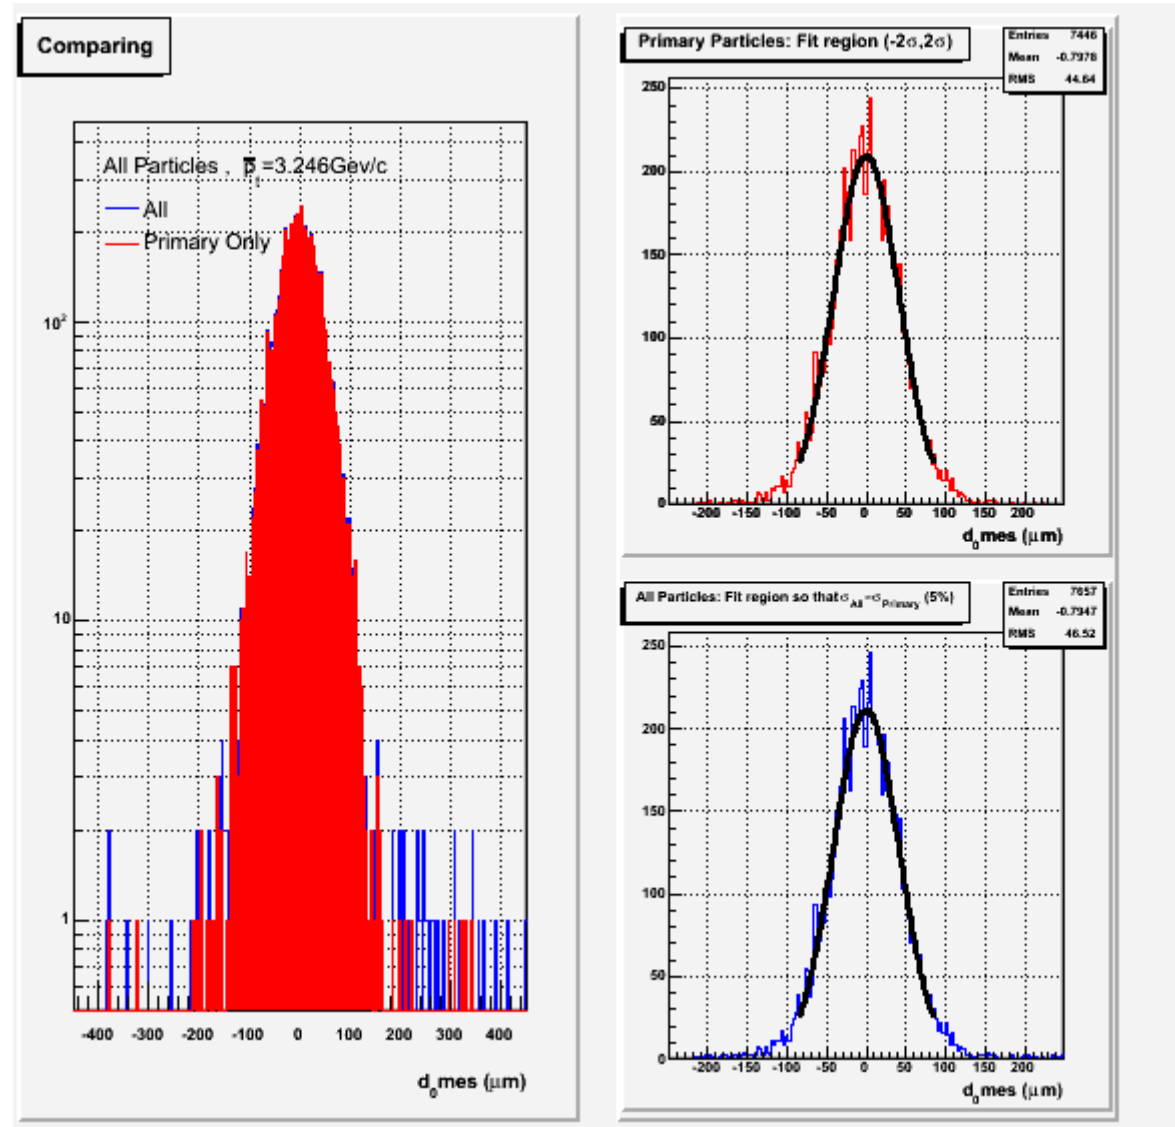 Comparing
All Particles , p̅t=3.246Gev/c
All
Primary Only
10²
10
1
-400 -300 -200 -100 0 100 200 300 400
d₀mes (μm)
Primary Particles: Fit region (-2σ,2σ)
Entries 7446
Mean -0.7978
RMS 44.64
250
200
150
100
50
0
-200 -150 -100 -50 0 50 100 150 200
d₀mes (μm)
All Particles: Fit region so that σAll=σPrimary (5%)
Entries 7657
Mean -0.7947
RMS 46.52
250
200
150
100
50
0
-200 -150 -100 -50 0 50 100 150 200
d₀mes (μm)